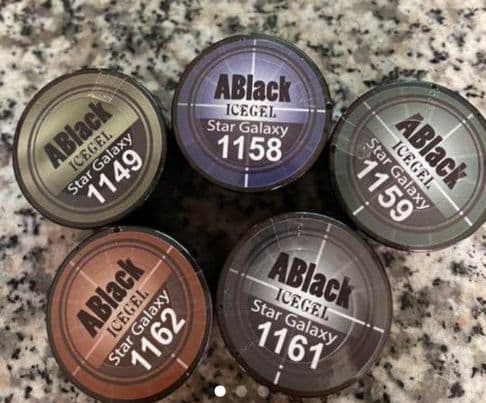 ABlack
ICEGEL
Star Galaxy
1149
ABlack
ICEGEL
Star Galaxy
1158
ABlack
ICEGEL
Star Galaxy
1159
ABlack
ICEGEL
Star Galaxy
1162
ABlack
ICEGEL
Star Galaxy
1161